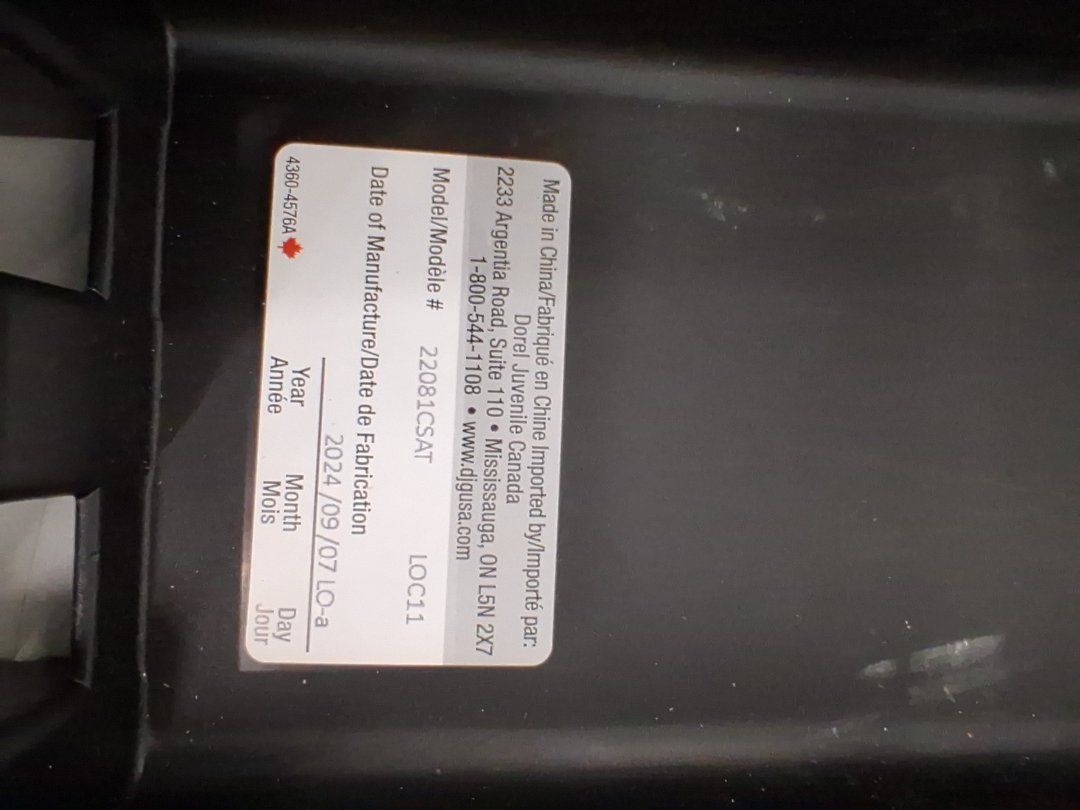 Made in China/Fabriqué en Chine Imported by/Importé par:
Dorel Juvenile Canada
2233 Argentia Road, Suite 110 • Mississauga, ON L5N 2X7
1-800-544-1108 • www.djgusa.com
Model/Modèle # 22081CSAT LOC11
Date of Manufacture/Date de Fabrication
2024 /09 /07 LO-a
Year Month Day
Année Mois Jour
4360-4576A